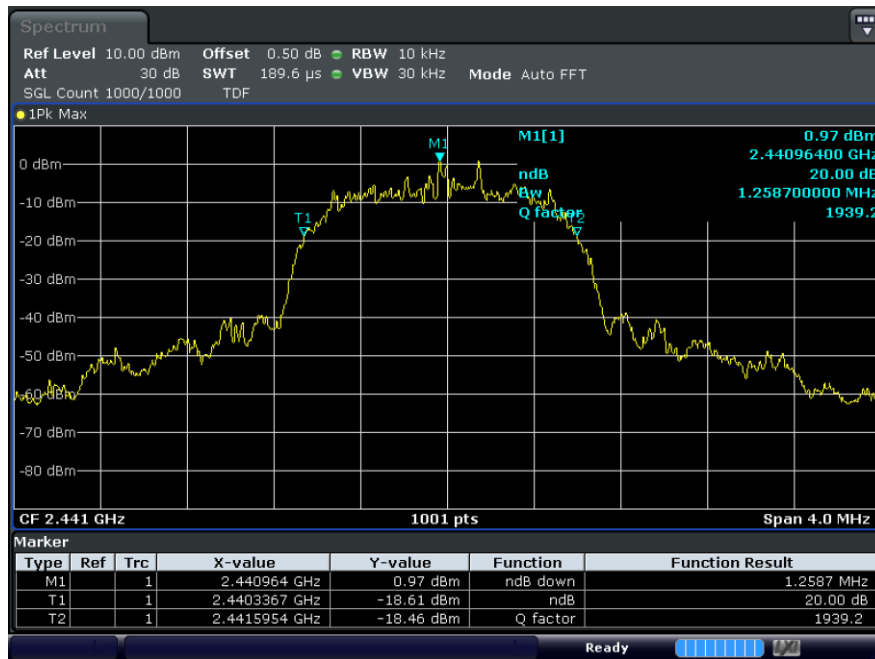 Spectrum
Ref Level 10.00 dBm Offset 0.50 dB RBW 10 kHz
Att 30 dB SWT 189.6 µs VBW 30 kHz Mode Auto FFT
SGL Count 1000/1000 TDF
1Pk Max
M1[1] 0.97 dBm
2.44096400 GHz
ndB 20.00 dB
Bw 1.258700000 MHz
Q factor 1939.2
M1
T1
T2
0 dBm
-10 dBm
-20 dBm
-30 dBm
-40 dBm
-50 dBm
-60 dBm
-70 dBm
-80 dBm
CF 2.441 GHz 1001 pts Span 4.0 MHz
Marker
Type Ref Trc X-value Y-value Function Function Result
M1 1 2.440964 GHz 0.97 dBm ndB down 1.2587 MHz
T1 1 2.4403367 GHz -18.61 dBm ndB 20.00 dB
T2 1 2.4415954 GHz -18.46 dBm Q factor 1939.2
Ready